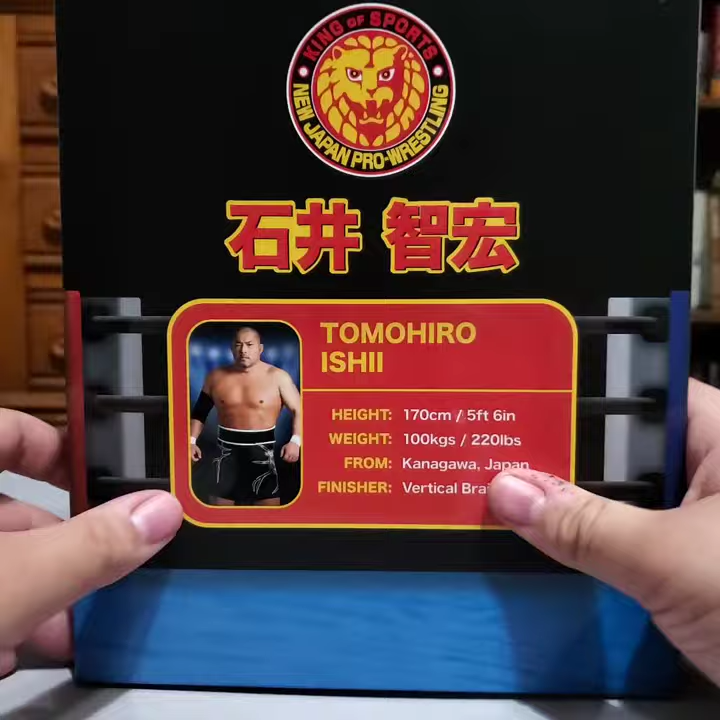 KING OF SPORTS
NEW JAPAN PRO-WRESTLING
石井 智宏
TOMOHIRO
ISHII
HEIGHT: 170cm / 5ft 6in
WEIGHT: 100kgs / 220lbs
FROM: Kanagawa, Japan
FINISHER: Vertical